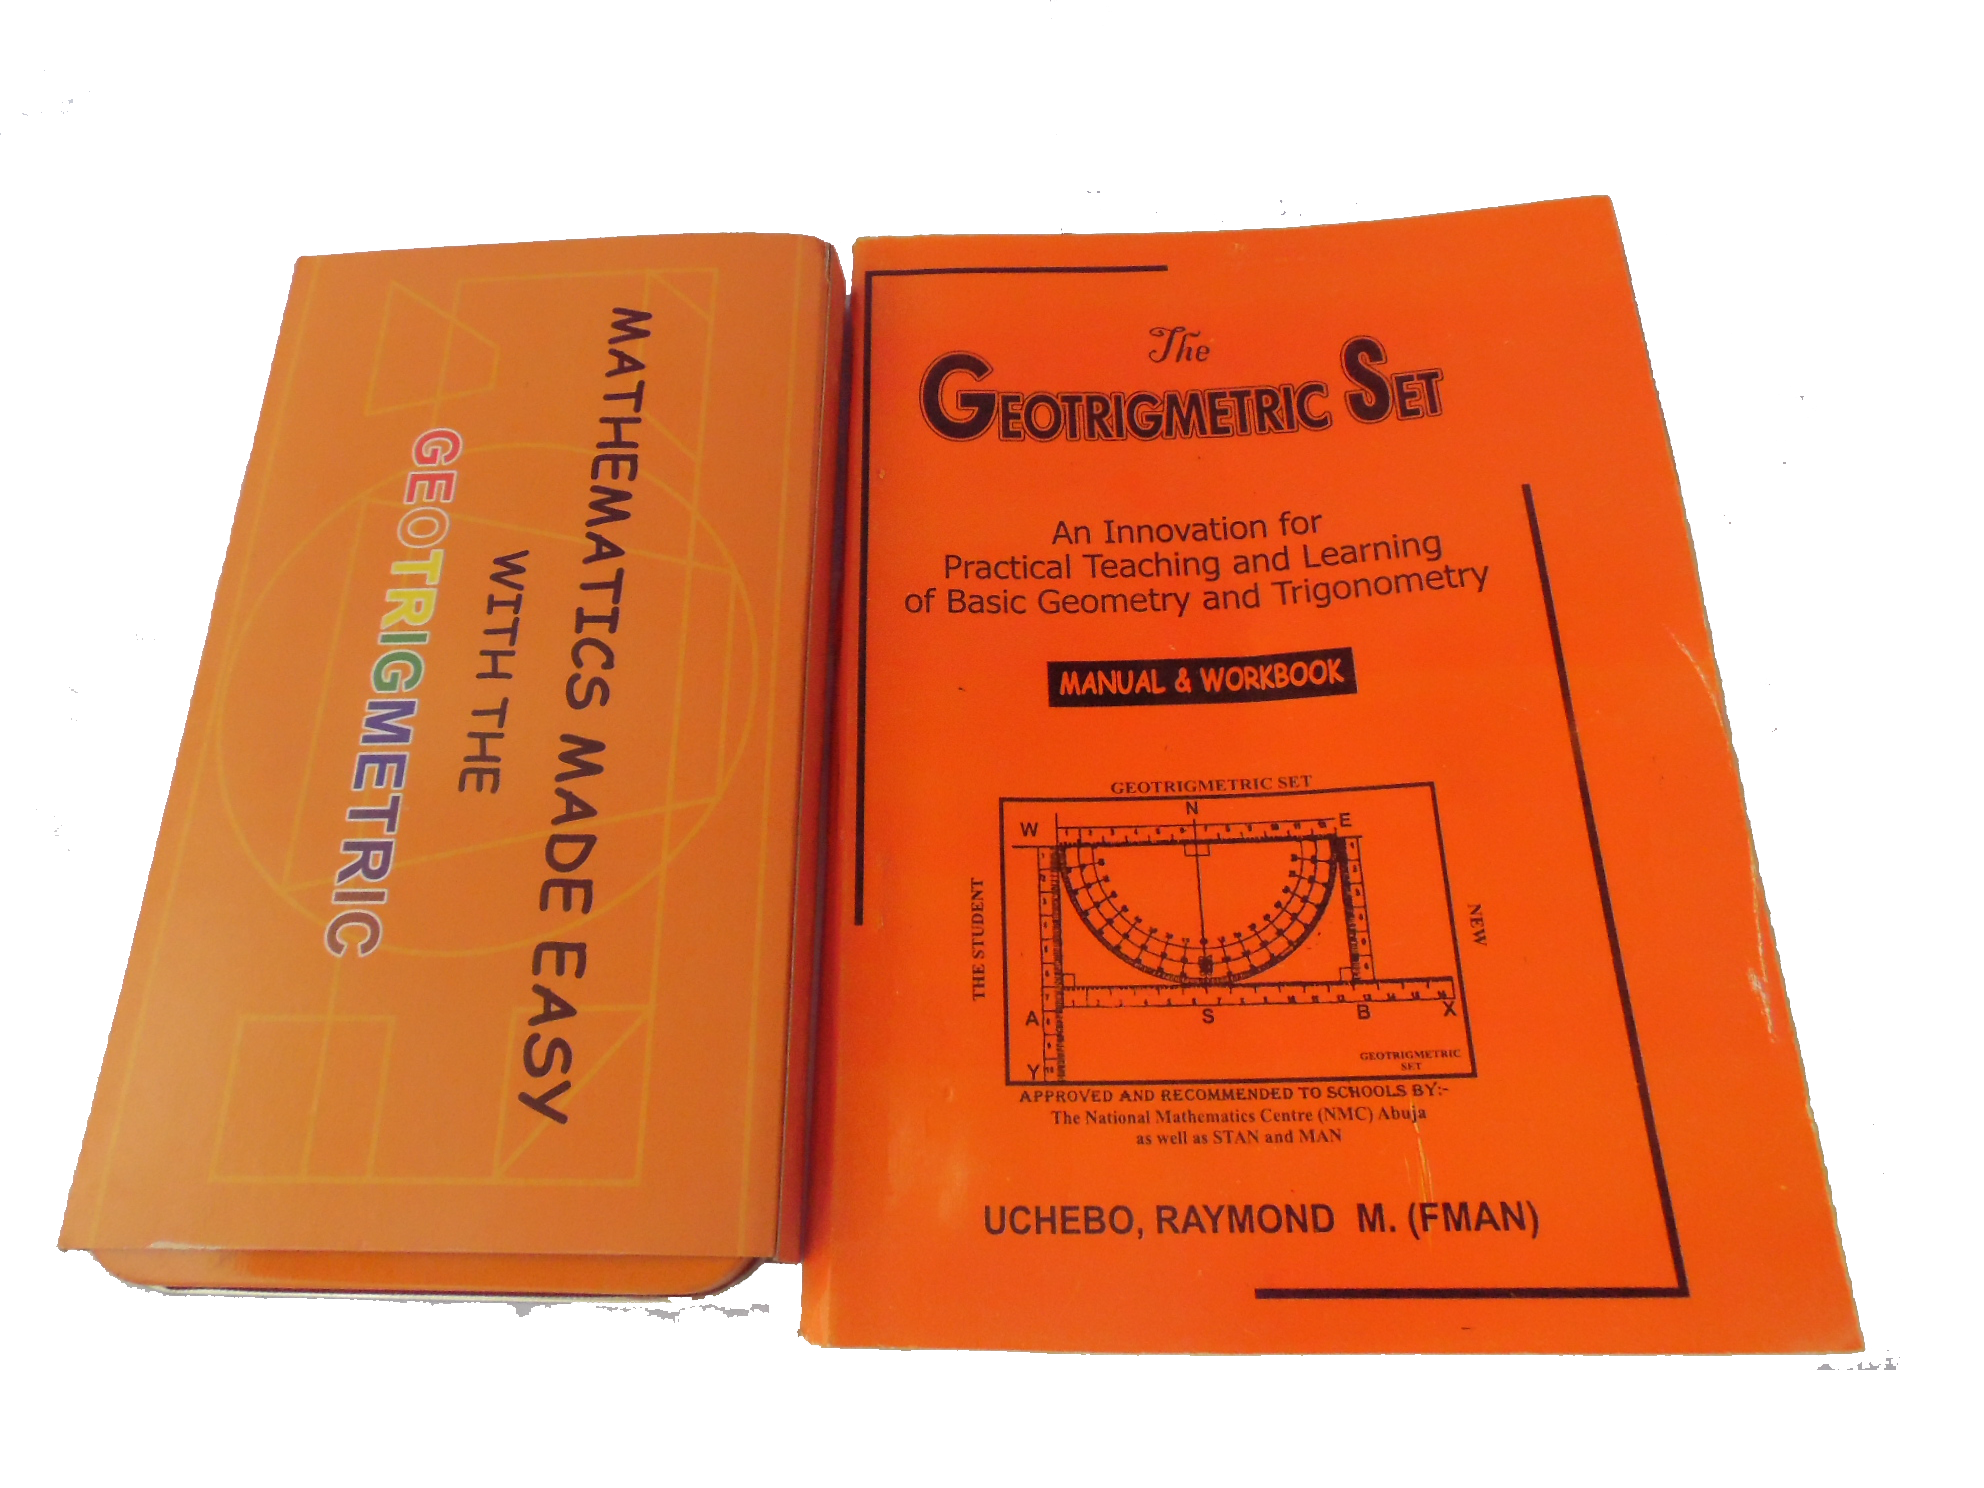 MATHEMATICS MADE EASY
WITH THE
GEOTRIGMETRIC
The
GEOTRIGMETRIC SET
An Innovation for
Practical Teaching and Learning
of Basic Geometry and Trigonometry
MANUAL & WORKBOOK
GEOTRIGMETRIC SET
N
W
E
THE STUDENT
NEW
A
S
B
X
Y
GEOTRIGMETRIC
SET
APPROVED AND RECOMMENDED TO SCHOOLS BY:-
The National Mathematics Centre (NMC) Abuja
as well as STAN and MAN
UCHEBO, RAYMOND M. (FMAN)